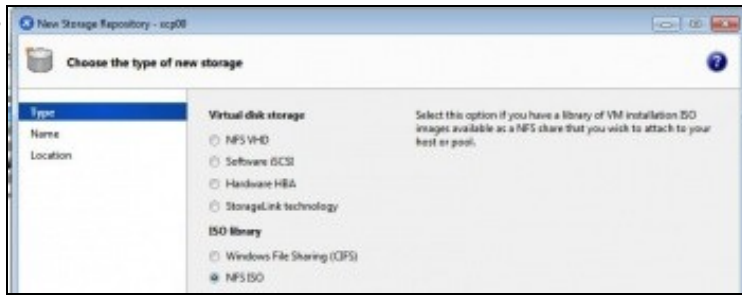 New Storage Repository - xcp00
Choose the type of new storage
Type
Name
Location
Virtual disk storage
NFS VHD
Software iSCSI
Hardware HBA
StorageLink technology
ISO library
Windows File Sharing (CIFS)
NFS ISO
Select this option if you have a library of VM installation ISO
images available as a NFS share that you wish to attach to your
host or pool.